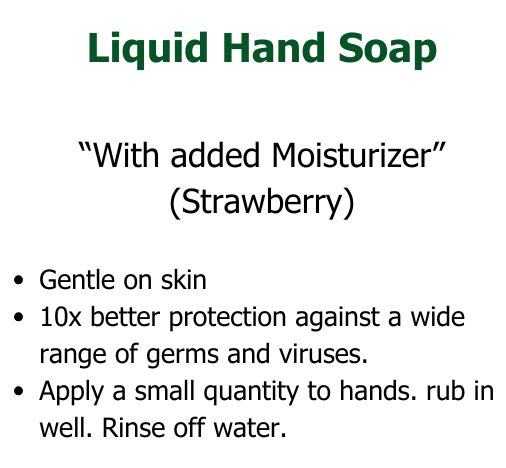 Liquid Hand Soap
“With added Moisturizer”
(Strawberry)
• Gentle on skin
• 10x better protection against a wide
range of germs and viruses.
• Apply a small quantity to hands. rub in
well. Rinse off water.